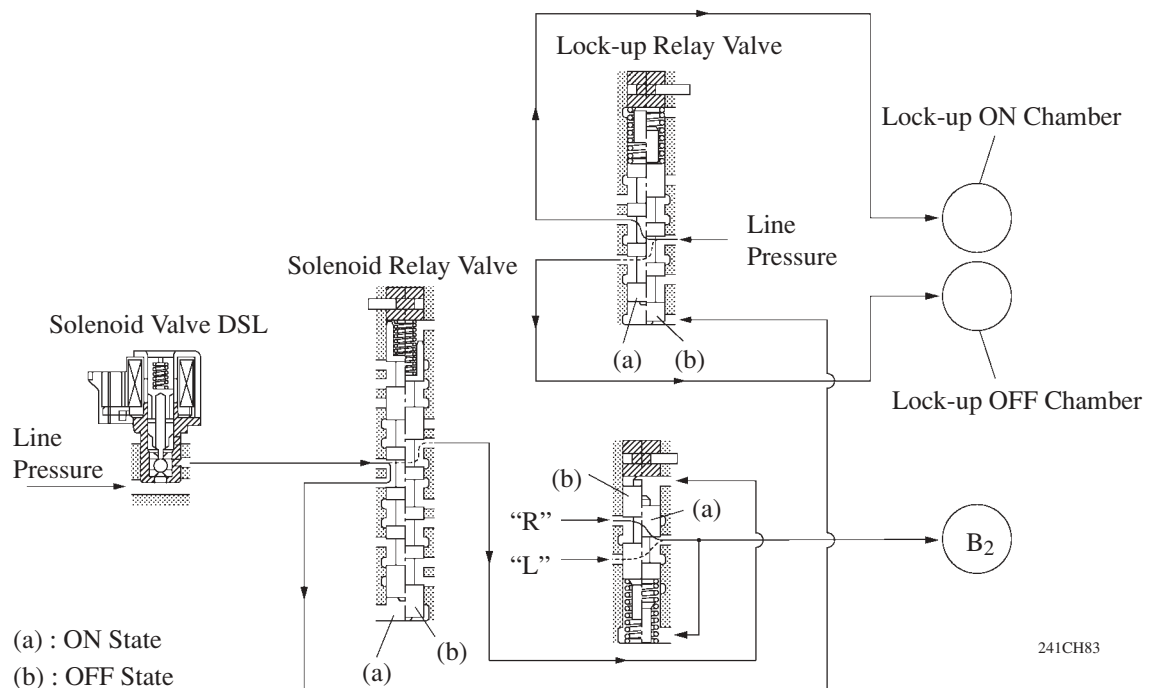 Lock-up Relay Valve
Lock-up ON Chamber
Line
Pressure
Solenoid Relay Valve
Solenoid Valve DSL
(a)
(b)
Lock-up OFF Chamber
Line
Pressure
(b)
(a)
“R”
“L”
B2
(a) : ON State
(b) : OFF State
(a)
(b)
241CH83